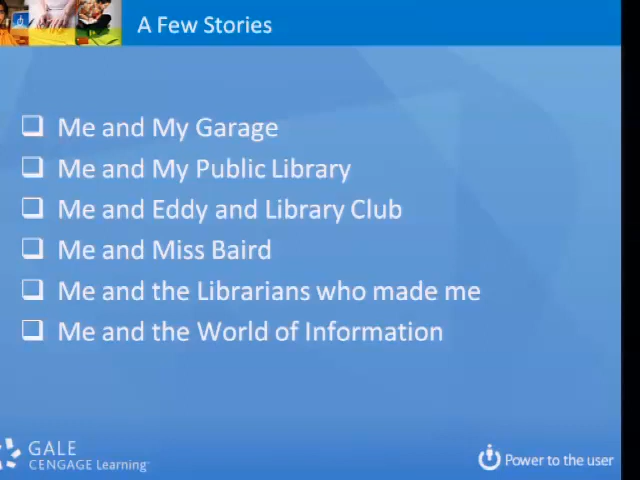 A Few Stories
Me and My Garage
Me and My Public Library
Me and Eddy and Library Club
Me and Miss Baird
Me and the Librarians who made me
Me and the World of Information
GALE
CENGAGE Learning™
Power to the user